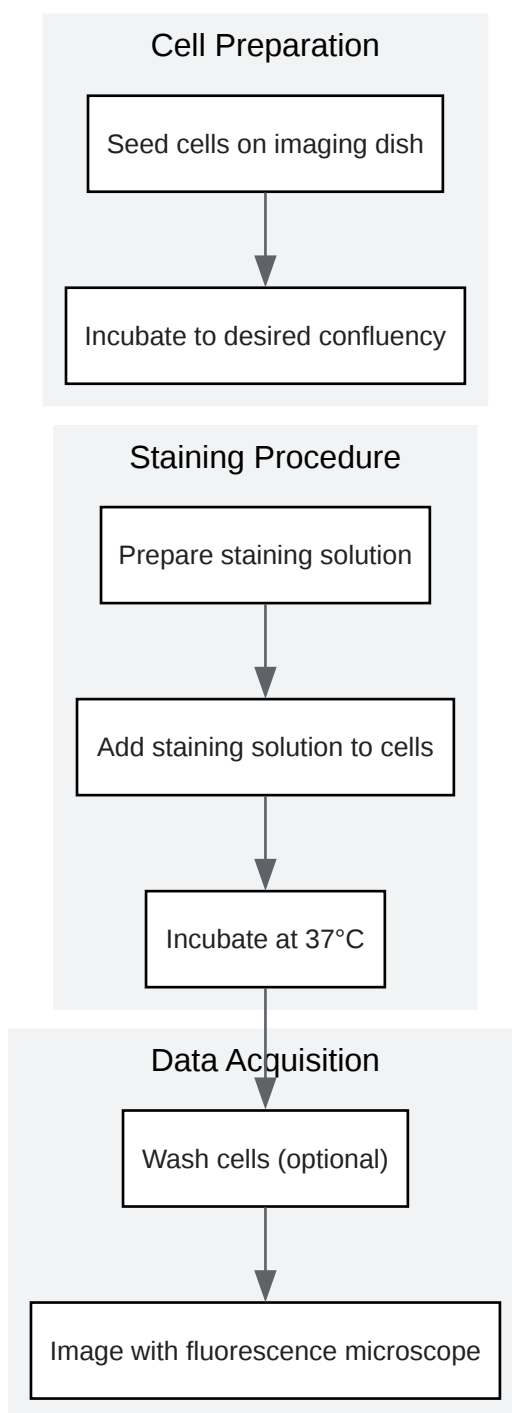 Cell Preparation
Seed cells on imaging dish
Incubate to desired confluency
Staining Procedure
Prepare staining solution
Add staining solution to cells
Incubate at 37°C
Data Acquisition
Wash cells (optional)
Image with fluorescence microscope